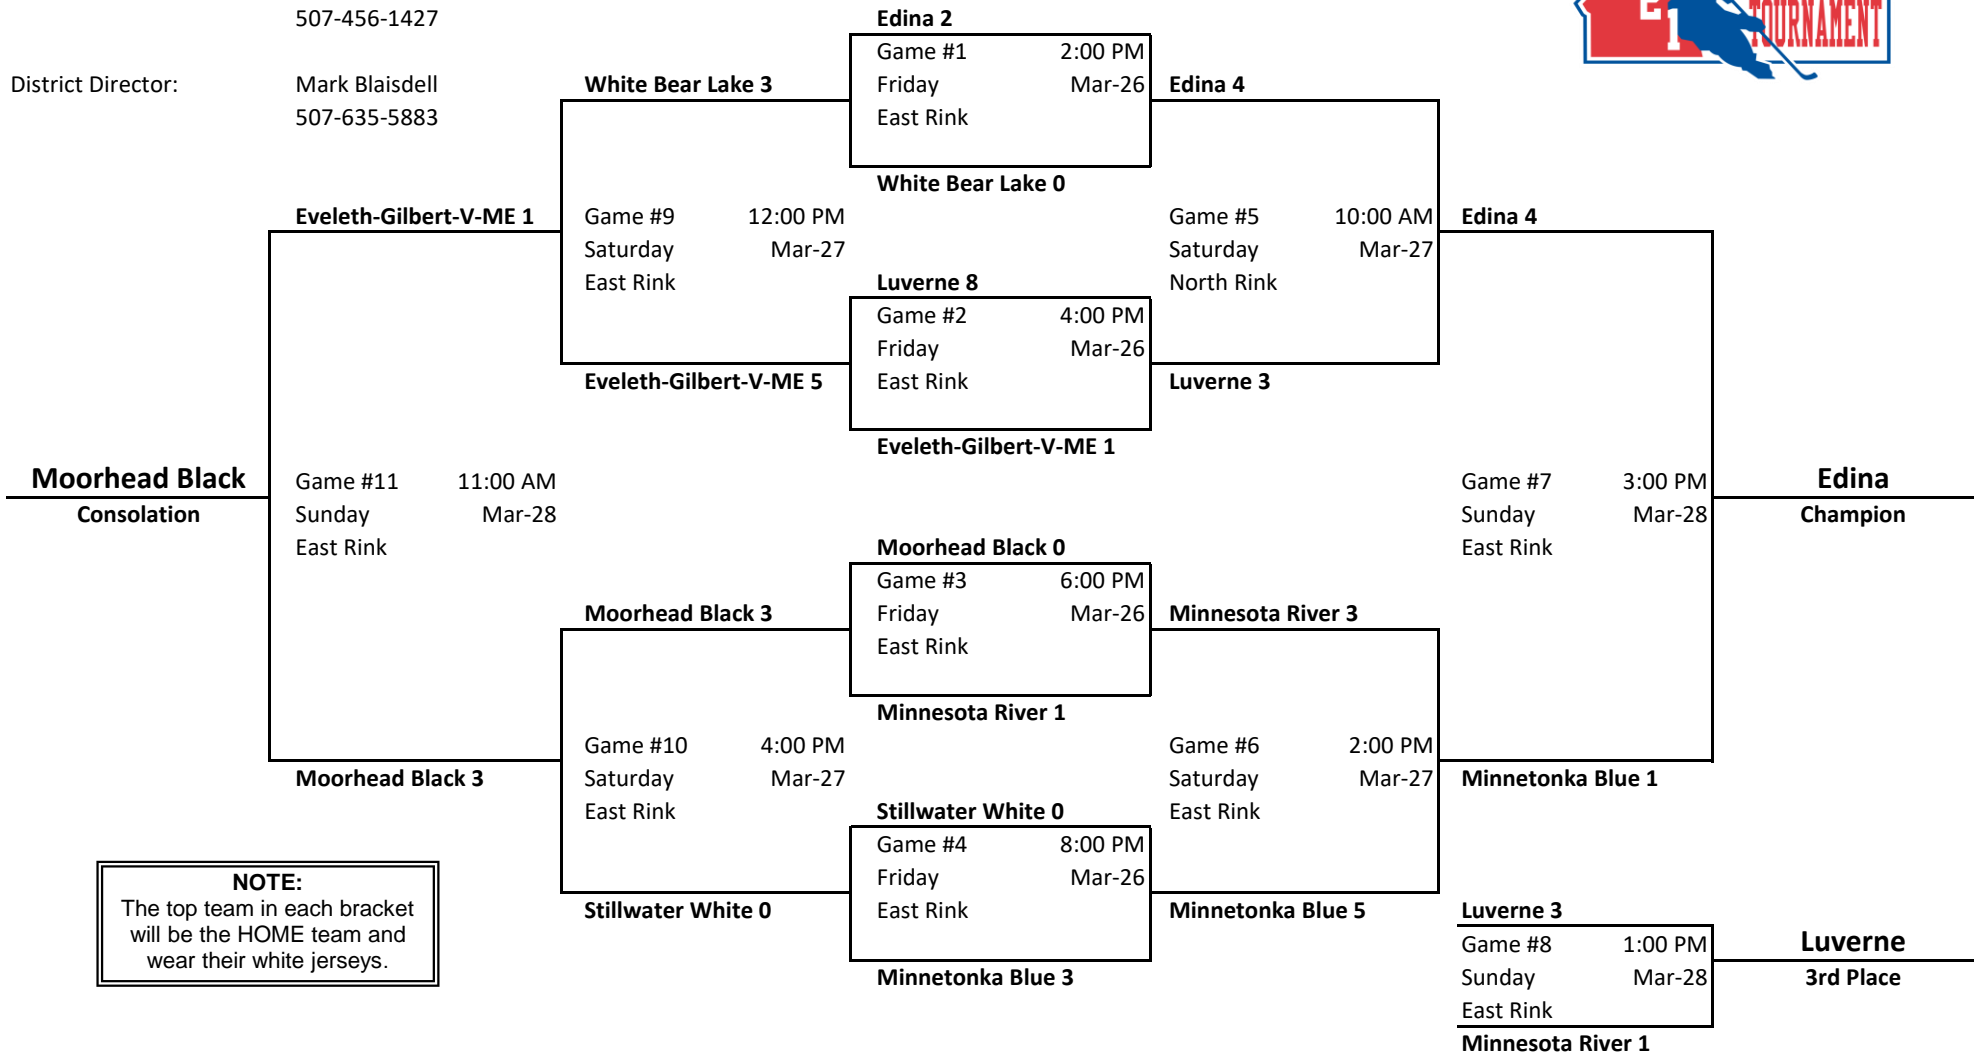 507-456-1427
District Director: Mark Blaisdell
507-635-5883
TOURNAMENT
Edina 2
Game #1 2:00 PM
Friday Mar-26
East Rink
White Bear Lake 0
White Bear Lake 3
Game #9 12:00 PM
Saturday Mar-27
East Rink
Eveleth-Gilbert-V-ME 5
Eveleth-Gilbert-V-ME 1
Luverne 8
Game #2 4:00 PM
Friday Mar-26
East Rink
Eveleth-Gilbert-V-ME 1
Edina 4
Game #5 10:00 AM
Saturday Mar-27
North Rink
Luverne 3
Edina 4
Moorhead Black
Consolation
Game #11 11:00 AM
Sunday Mar-28
East Rink
Moorhead Black 3
Moorhead Black 0
Game #3 6:00 PM
Friday Mar-26
East Rink
Minnesota River 1
Moorhead Black 3
Game #10 4:00 PM
Saturday Mar-27
East Rink
Stillwater White 0
Stillwater White 0
Game #4 8:00 PM
Friday Mar-26
East Rink
Minnetonka Blue 3
Minnesota River 3
Game #6 2:00 PM
Saturday Mar-27
East Rink
Minnetonka Blue 5
Game #7 3:00 PM
Sunday Mar-28
East Rink
Minnetonka Blue 1
Edina
Champion
Luverne 3
Game #8 1:00 PM
Sunday Mar-28
East Rink
Minnesota River 1
Luverne
3rd Place
NOTE:
The top team in each bracket
will be the HOME team and
wear their white jerseys.